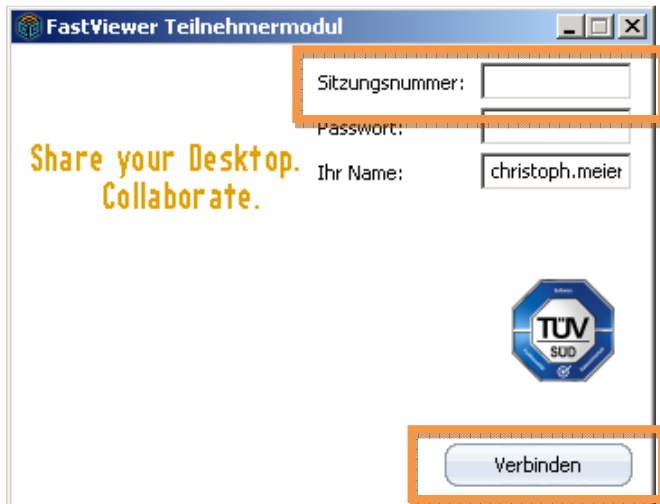 FastViewer Teilnehmermodul
Sitzungsnummer:
Passwort:
Share your Desktop.
Collaborate.
Ihr Name: christoph.meier
TÜV
SÜD
Verbinden